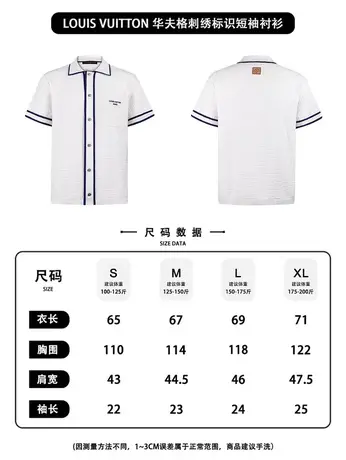 LOUIS VUITTON 华夫格刺绣标识短袖衬衫
尺码数据
SIZE DATA
尺码 S M L XL
SIZE 建议体重 建议体重 建议体重 建议体重
100-125斤 125-150斤 150-175斤 175-200斤
衣长 65 67 69 71
胸围 110 114 118 122
肩宽 43 44.5 46 47.5
袖长 22 23 24 25
(因测量方法不同，1~3CM误差属于正常范围，商品建议手洗)